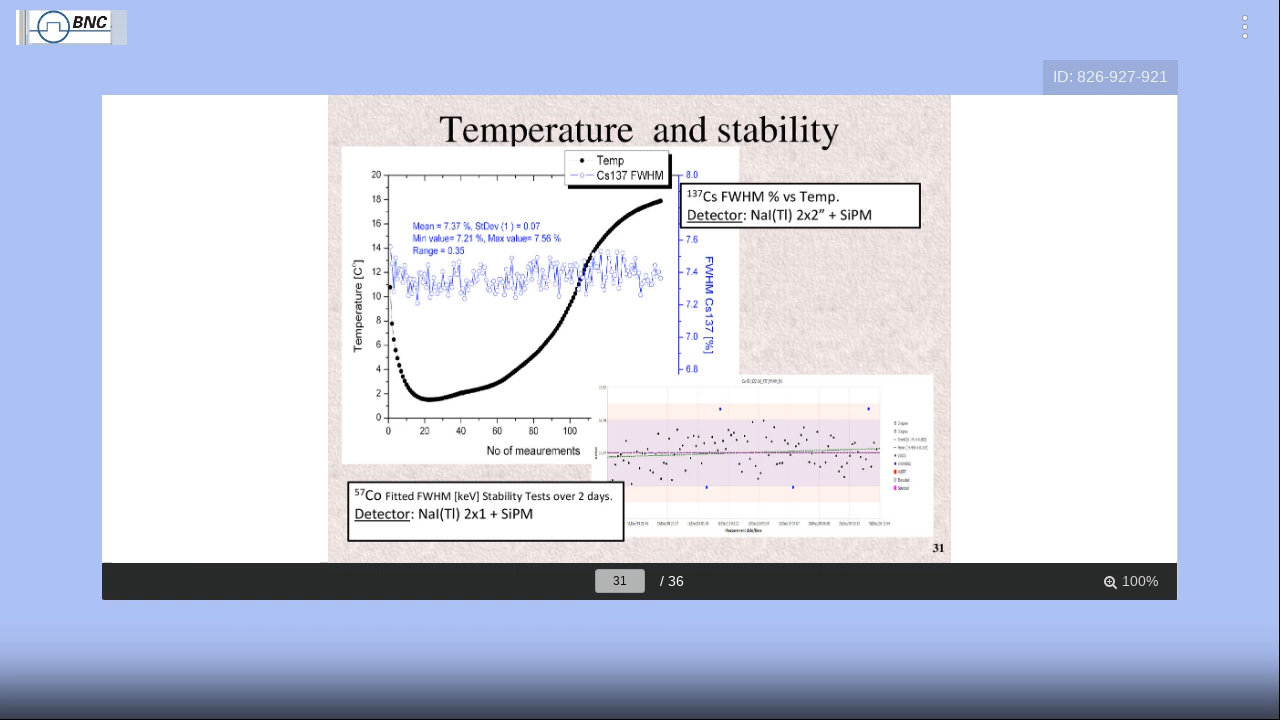 BNC
ID: 826-927-921
Temperature and stability
Temp
Cs137 FWHM
137Cs FWHM % vs Temp.
Detector: NaI(Tl) 2x2” + SiPM
Mean = 7.37 %, StDev (1 ) = 0.07
Min value= 7.21 %, Max value= 7.56 %
Range = 0.35
Temperature [C°]
20
18
16
14
12
10
8
6
4
2
0
0 20 40 60 80 100
No of meaurements
8.0
7.6
7.4
7.2
7.0
6.8
FWHM Cs137 [%]
57Co Fitted FWHM [keV] Stability Tests over 2 days.
Detector: NaI(Tl) 2x1 + SiPM
31
31 / 36
100%